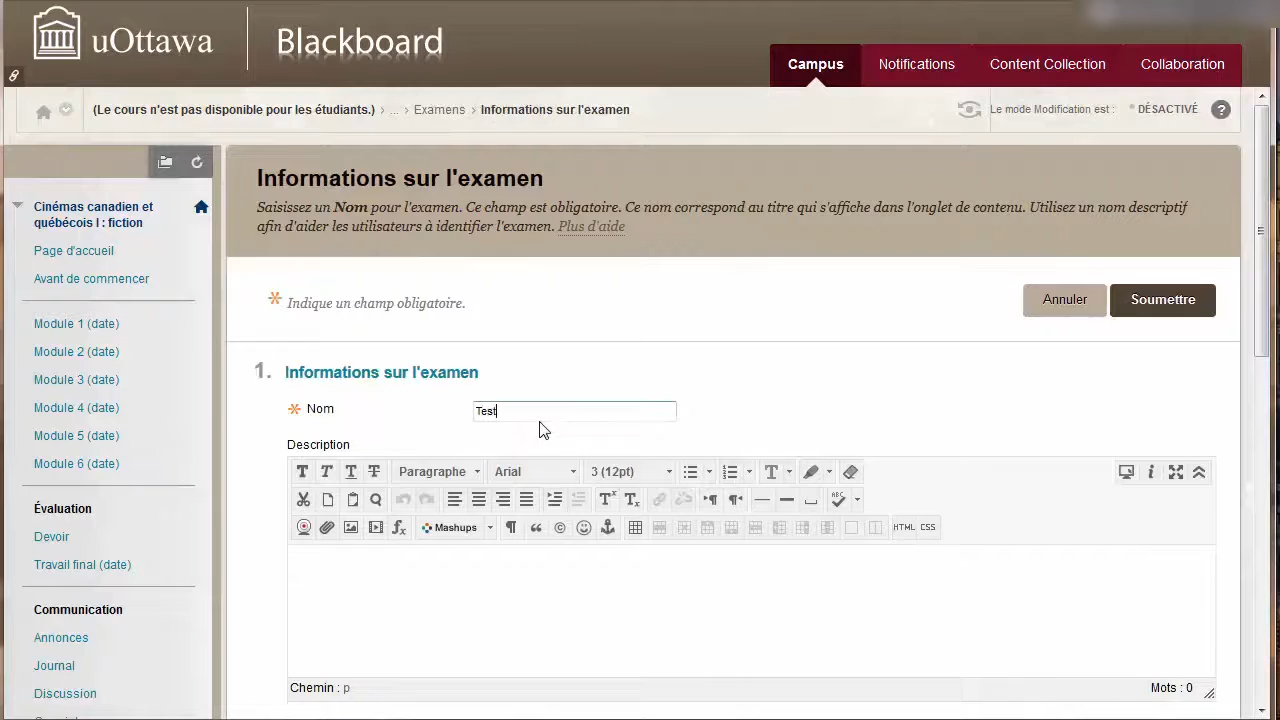 uOttawa
Blackboard
Campus
Notifications
Content Collection
Collaboration
(Le cours n'est pas disponible pour les étudiants.) › ... › Examens › Informations sur l'examen
Le mode Modification est :
DÉSACTIVÉ
?
Cinémas canadien et
québécois I : fiction
Page d'accueil
Avant de commencer
Module 1 (date)
Module 2 (date)
Module 3 (date)
Module 4 (date)
Module 5 (date)
Module 6 (date)
Évaluation
Devoir
Travail final (date)
Communication
Annonces
Journal
Discussion
Informations sur l'examen
Saisissez un Nom pour l'examen. Ce champ est obligatoire. Ce nom correspond au titre qui s'affiche dans l'onglet de contenu. Utilisez un nom descriptif
afin d'aider les utilisateurs à identifier l'examen. Plus d'aide
* Indique un champ obligatoire.
Annuler
Soumettre
1. Informations sur l'examen
* Nom
Test
Description
T T T T Paragraphe Arial 3 (12pt) T
ABC
Mashups HTML CSS
Chemin : p
Mots : 0